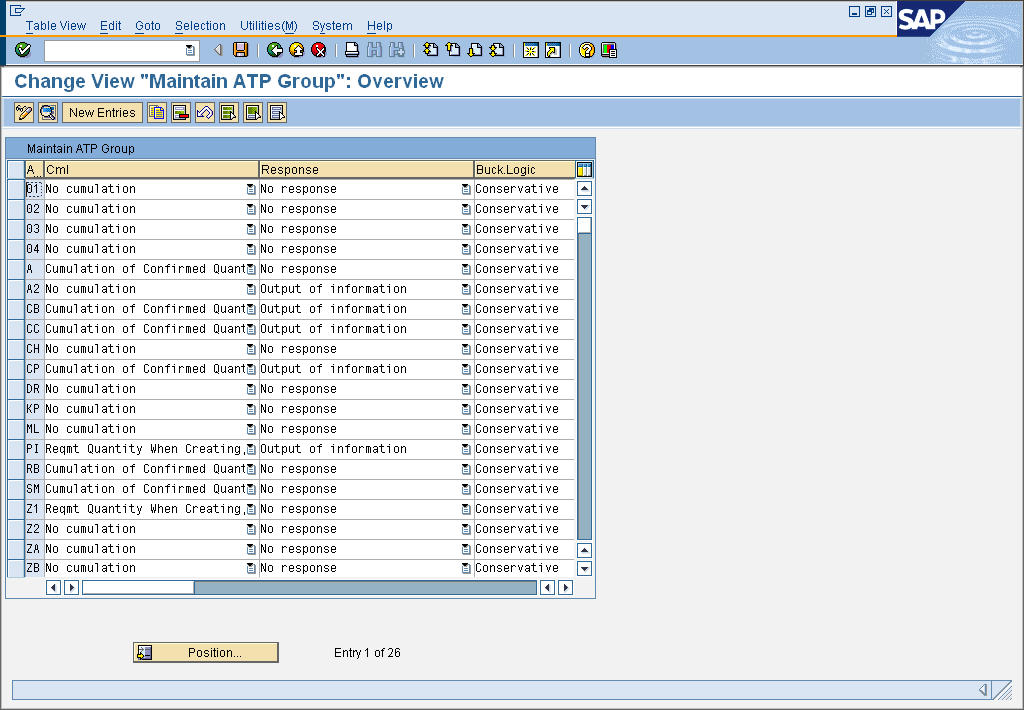 Table View Edit Goto Selection Utilities(M) System Help
SAP
Change View "Maintain ATP Group": Overview
New Entries
Maintain ATP Group
A... Cml Response Buck.Logic
01 No cumulation No response Conservative
02 No cumulation No response Conservative
03 No cumulation No response Conservative
04 No cumulation No response Conservative
A Cumulation of Confirmed Quant No response Conservative
A2 No cumulation Output of information Conservative
CB Cumulation of Confirmed Quant Output of information Conservative
CC Cumulation of Confirmed Quant Output of information Conservative
CH No cumulation No response Conservative
CP Cumulation of Confirmed Quant Output of information Conservative
DR No cumulation No response Conservative
KP No cumulation No response Conservative
ML No cumulation No response Conservative
PI Reqmt Quantity When Creating, Output of information Conservative
RB Cumulation of Confirmed Quant No response Conservative
SM Cumulation of Confirmed Quant No response Conservative
Z1 Reqmt Quantity When Creating, No response Conservative
Z2 No cumulation No response Conservative
ZA No cumulation No response Conservative
ZB No cumulation No response Conservative
Position... Entry 1 of 26